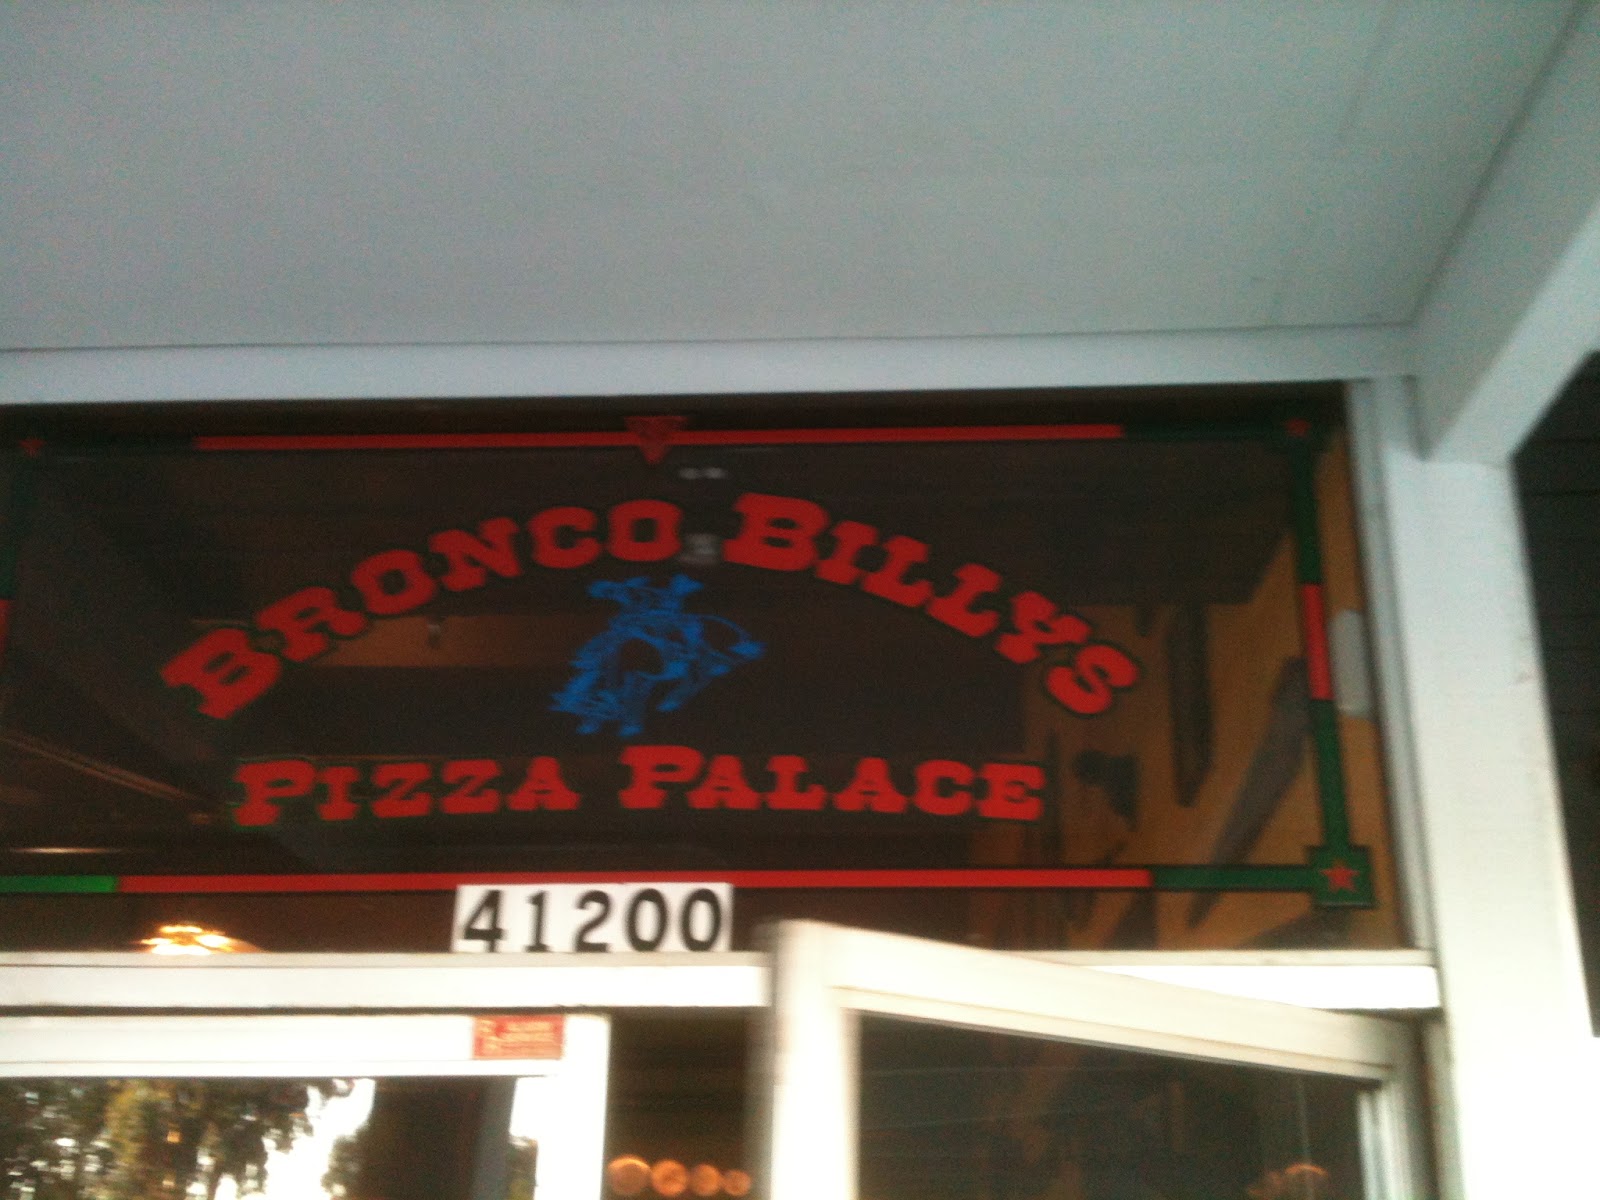 BRONCO BILLY'S
PIZZA PALACE
41200